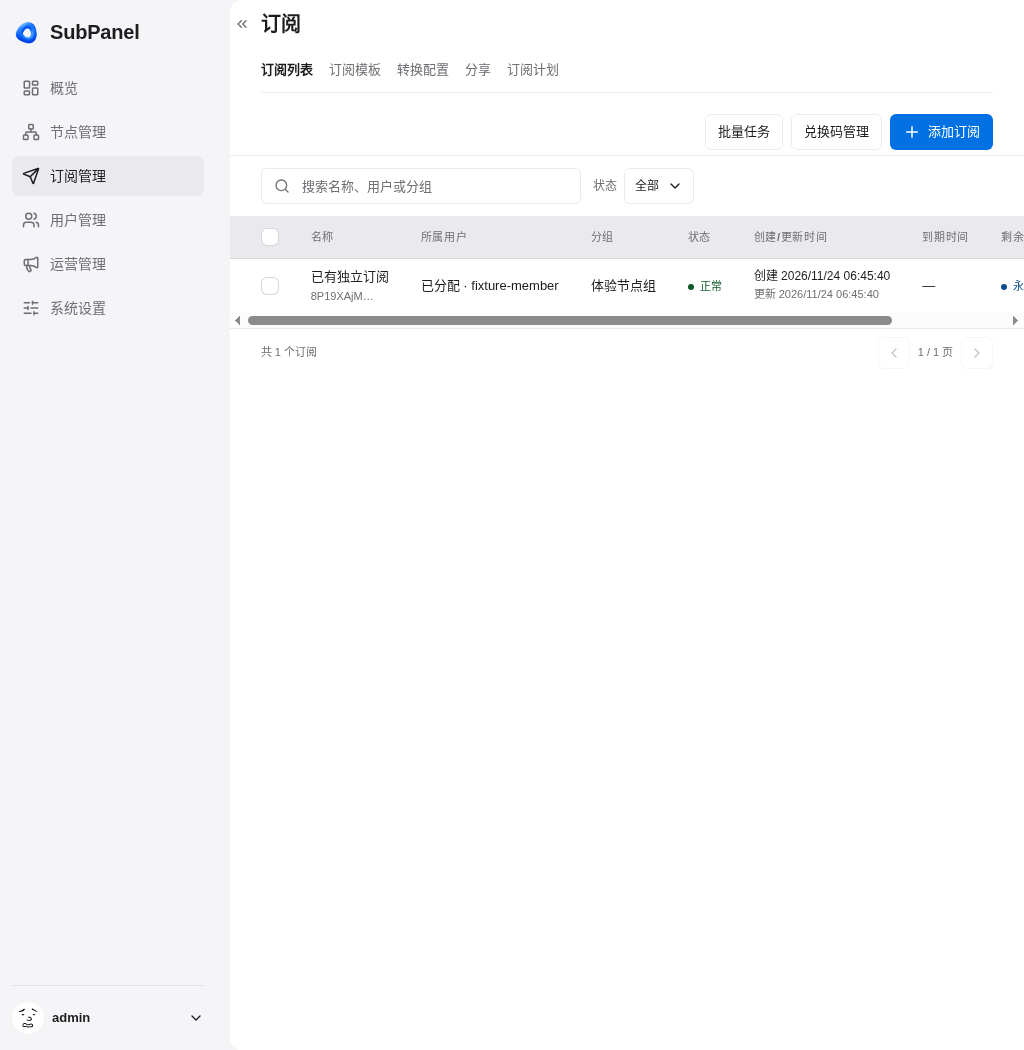 SubPanel
概览
节点管理
订阅管理
用户管理
运营管理
系统设置
admin
订阅
订阅列表 订阅模板 转换配置 分享 订阅计划
批量任务 兑换码管理 添加订阅
搜索名称、用户或分组 状态 全部
名称 所属用户 分组 状态 创建/更新时间 到期时间 剩余
已有独立订阅 已分配 · fixture-member 体验节点组 正常 创建 2026/11/24 06:45:40 — 永
8P19XAjM… 更新 2026/11/24 06:45:40
共 1 个订阅 1 / 1 页